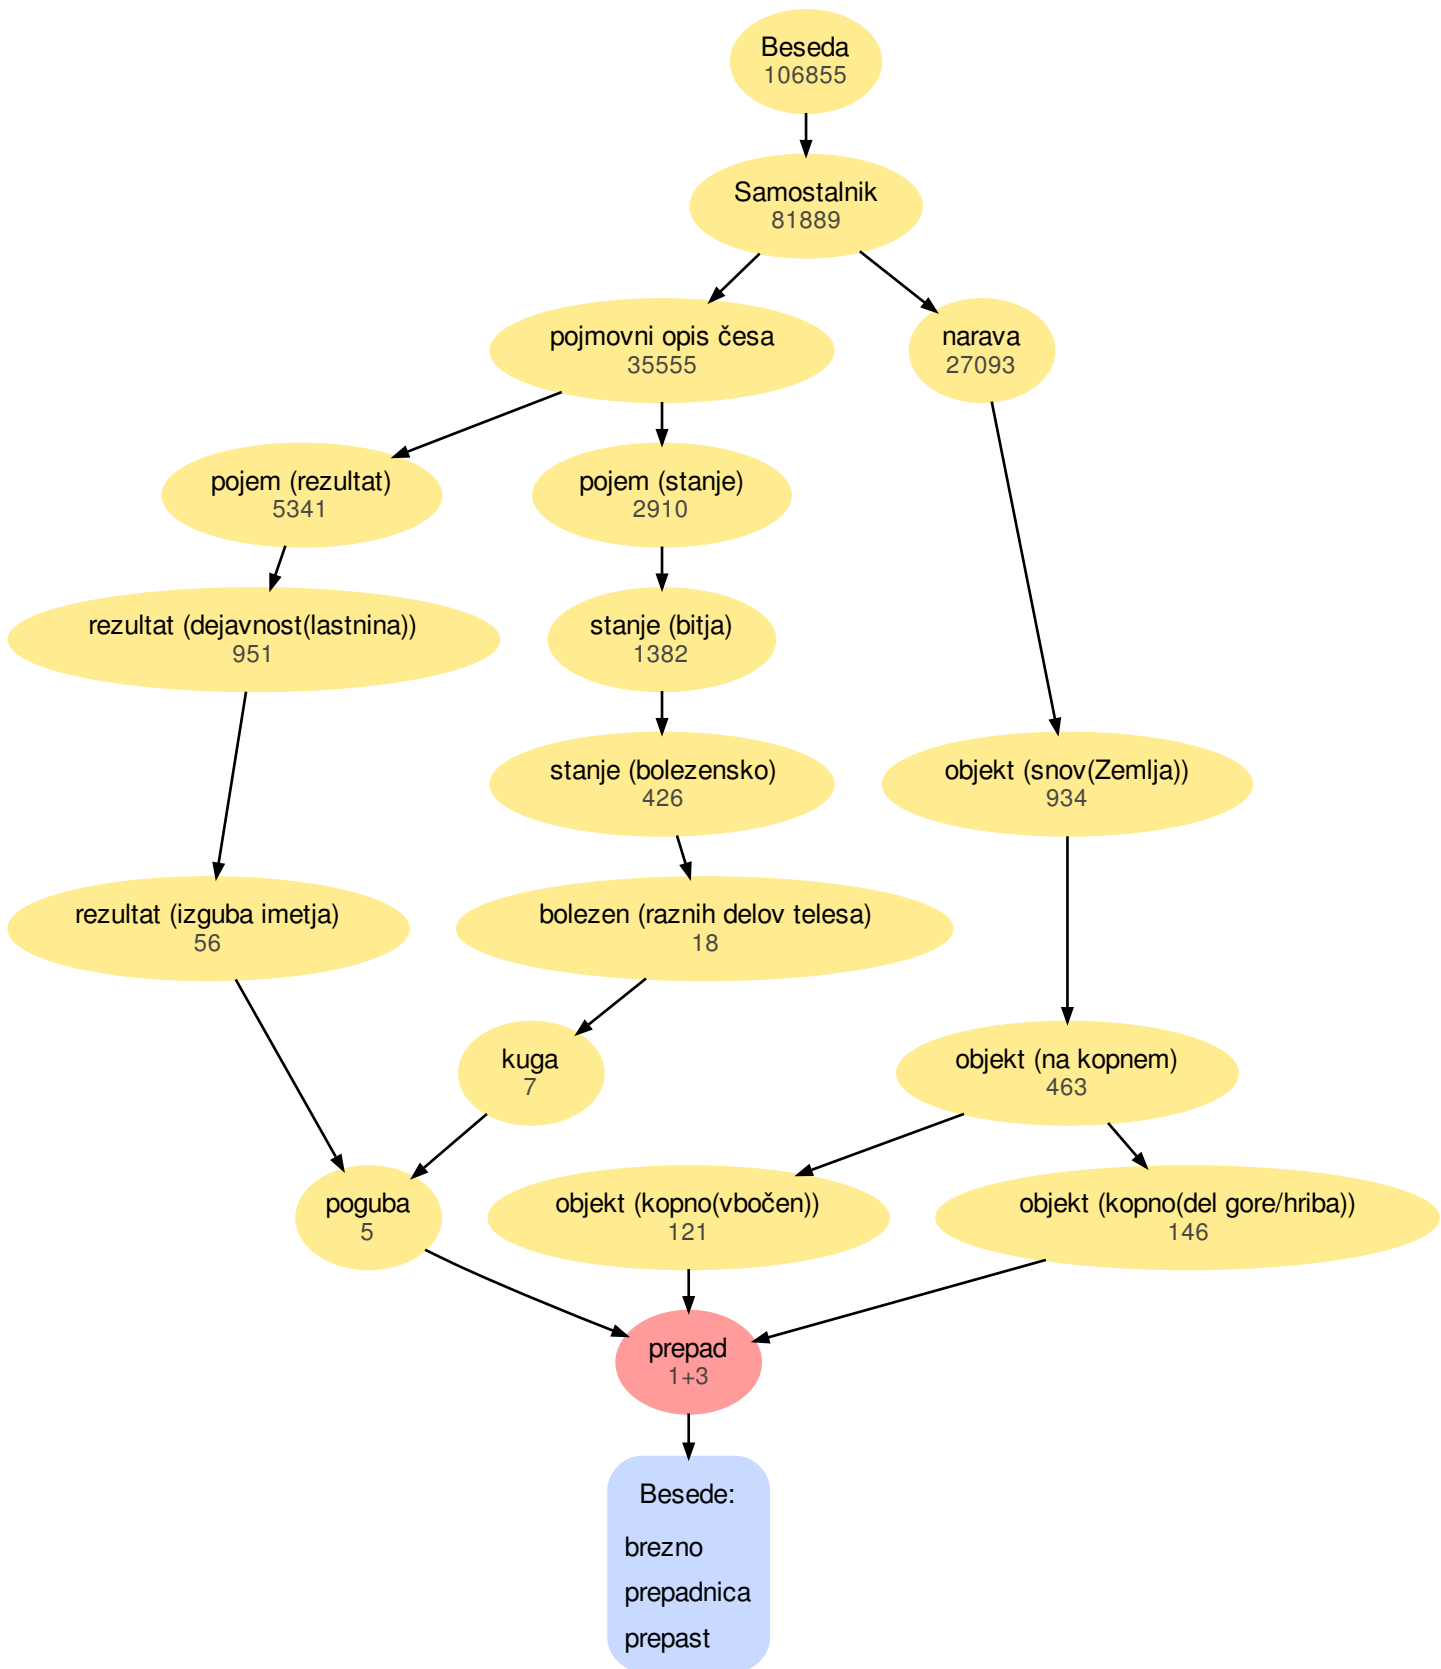 Beseda
106855
Samostalnik
81889
pojmovni opis česa
35555
narava
27093
pojem (rezultat)
5341
pojem (stanje)
2910
rezultat (dejavnost(lastnina))
951
stanje (bitja)
1382
stanje (bolezensko)
426
objekt (snov(Zemlja))
934
rezultat (izguba imetja)
56
bolezen (raznih delov telesa)
18
kuga
7
objekt (na kopnem)
463
poguba
5
objekt (kopno(vbočen))
121
objekt (kopno(del gore/hriba))
146
prepad
1+3
Besede:
brezno
prepadnica
prepast